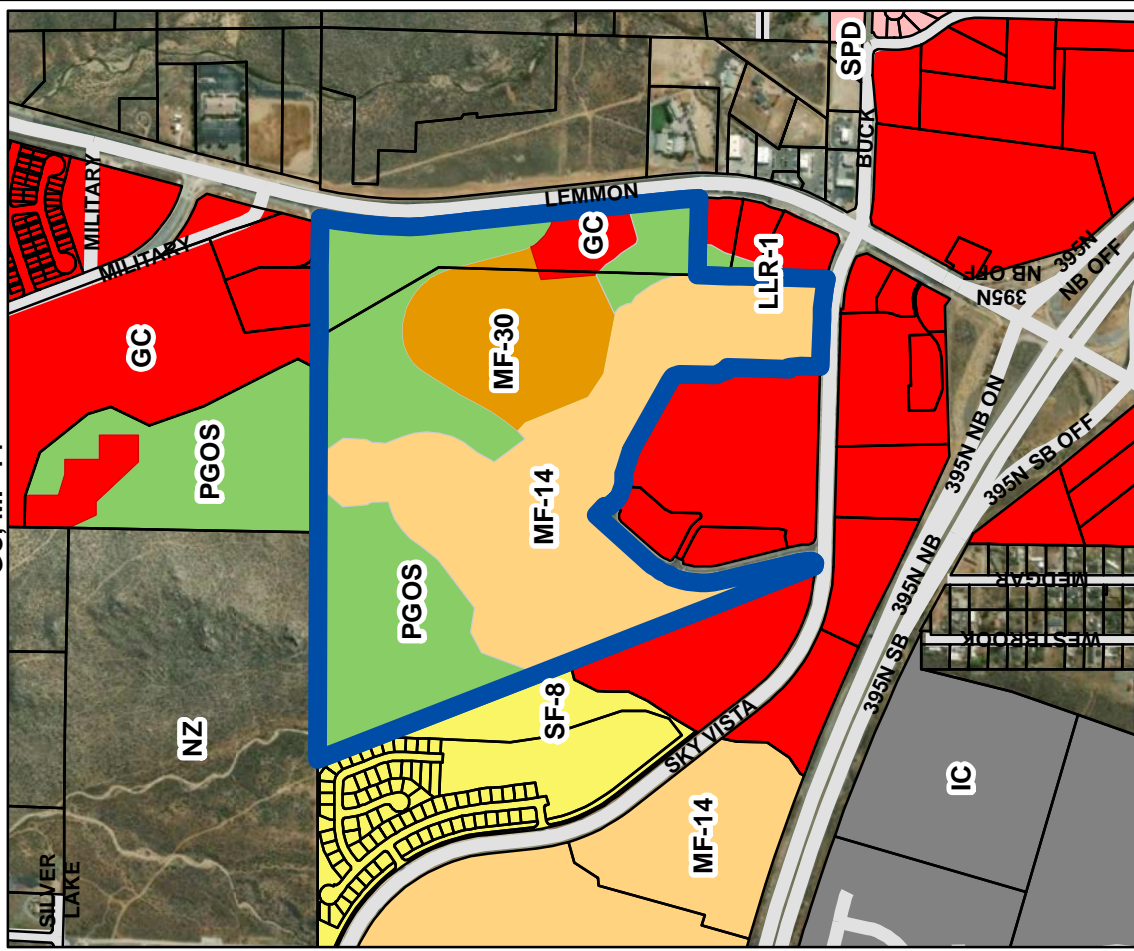 SPD
BUCK
MILITARY
LEMMON
GC
MILITARY
LLR-1
395N
NB OFF
395N
NB OFF
GC
MF-30
395N NB ON
PGOS
395N SB OFF
MF-14
395N NB
MEDGAR
PGOS
WESTBROOK
395N SB
SF-8
NZ
SKY VISTA
IC
MF-14
SILVER
LAKE